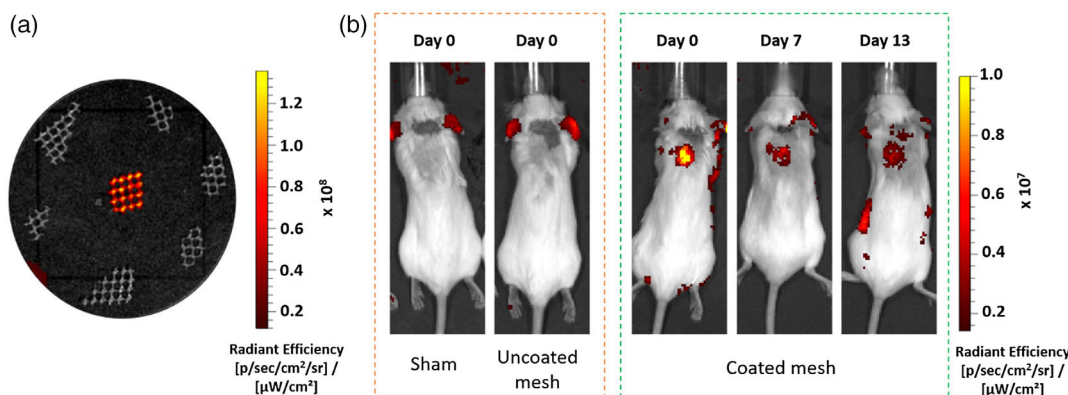 (a)
1.2
1.0
0.8
0.6
0.4
0.2
x 10⁸
Radiant Efficiency
[p/sec/cm²/sr] /
[µW/cm²]
(b)
Day 0
Day 0
Sham
Uncoated
mesh
Day 0
Day 7
Day 13
Coated mesh
1.0
0.8
0.6
0.4
0.2
x 10⁷
Radiant Efficiency
[p/sec/cm²/sr] /
[µW/cm²]